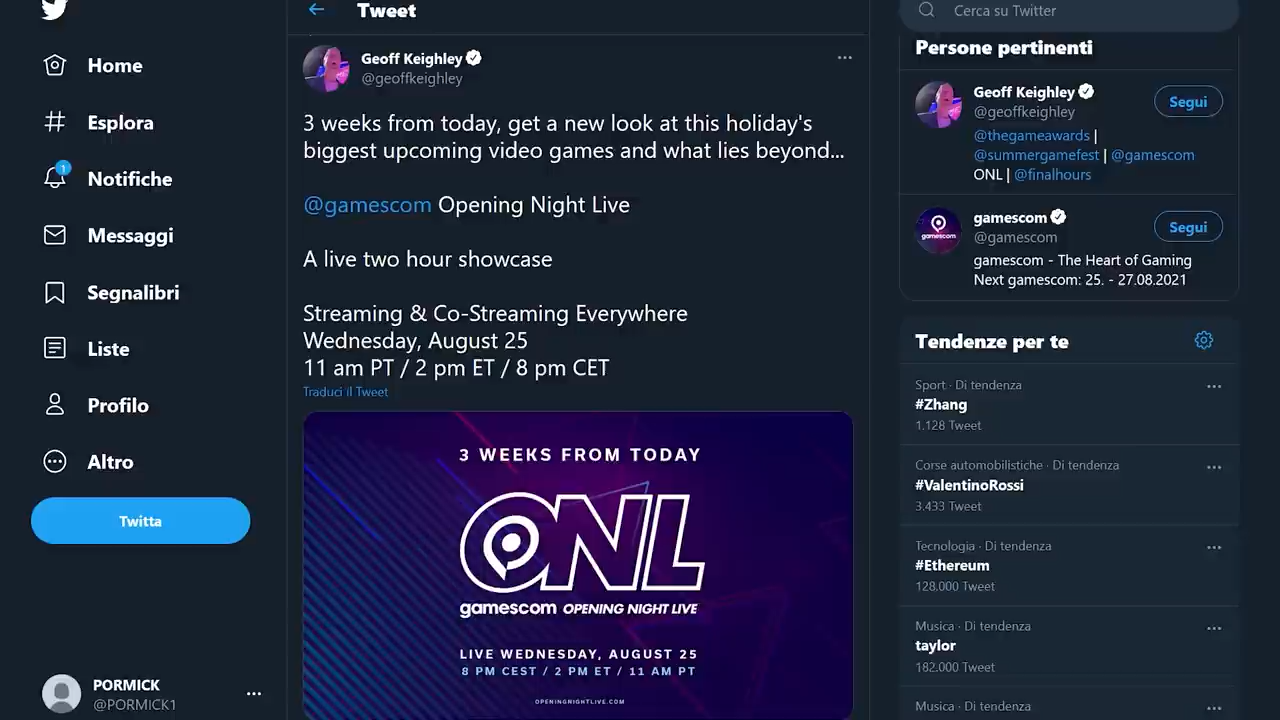 Home
Esplora
1
Notifiche
Messaggi
Segnalibri
Liste
Profilo
Altro
Twitta
PORMICK
@PORMICK1
Tweet
Geoff Keighley
@geoffkeighley
3 weeks from today, get a new look at this holiday's
biggest upcoming video games and what lies beyond...
@gamescom Opening Night Live
A live two hour showcase
Streaming & Co-Streaming Everywhere
Wednesday, August 25
11 am PT / 2 pm ET / 8 pm CET
Traduci il Tweet
3 WEEKS FROM TODAY
ONL
gamescom OPENING NIGHT LIVE
LIVE WEDNESDAY, AUGUST 25
8 PM CEST / 2 PM ET / 11 AM PT
OPENINGNIGHTLIVE.COM
Cerca su Twitter
Persone pertinenti
Geoff Keighley
@geoffkeighley
Segui
@thegameawards |
@summergamefest | @gamescom
ONL | @finalhours
gamescom
gamescom
@gamescom
Segui
gamescom - The Heart of Gaming
Next gamescom: 25. - 27.08.2021
Tendenze per te
Sport · Di tendenza
#Zhang
1.128 Tweet
Corse automobilistiche · Di tendenza
#ValentinoRossi
3.433 Tweet
Tecnologia · Di tendenza
#Ethereum
128.000 Tweet
Musica · Di tendenza
taylor
182.000 Tweet
Musica · Di tendenza